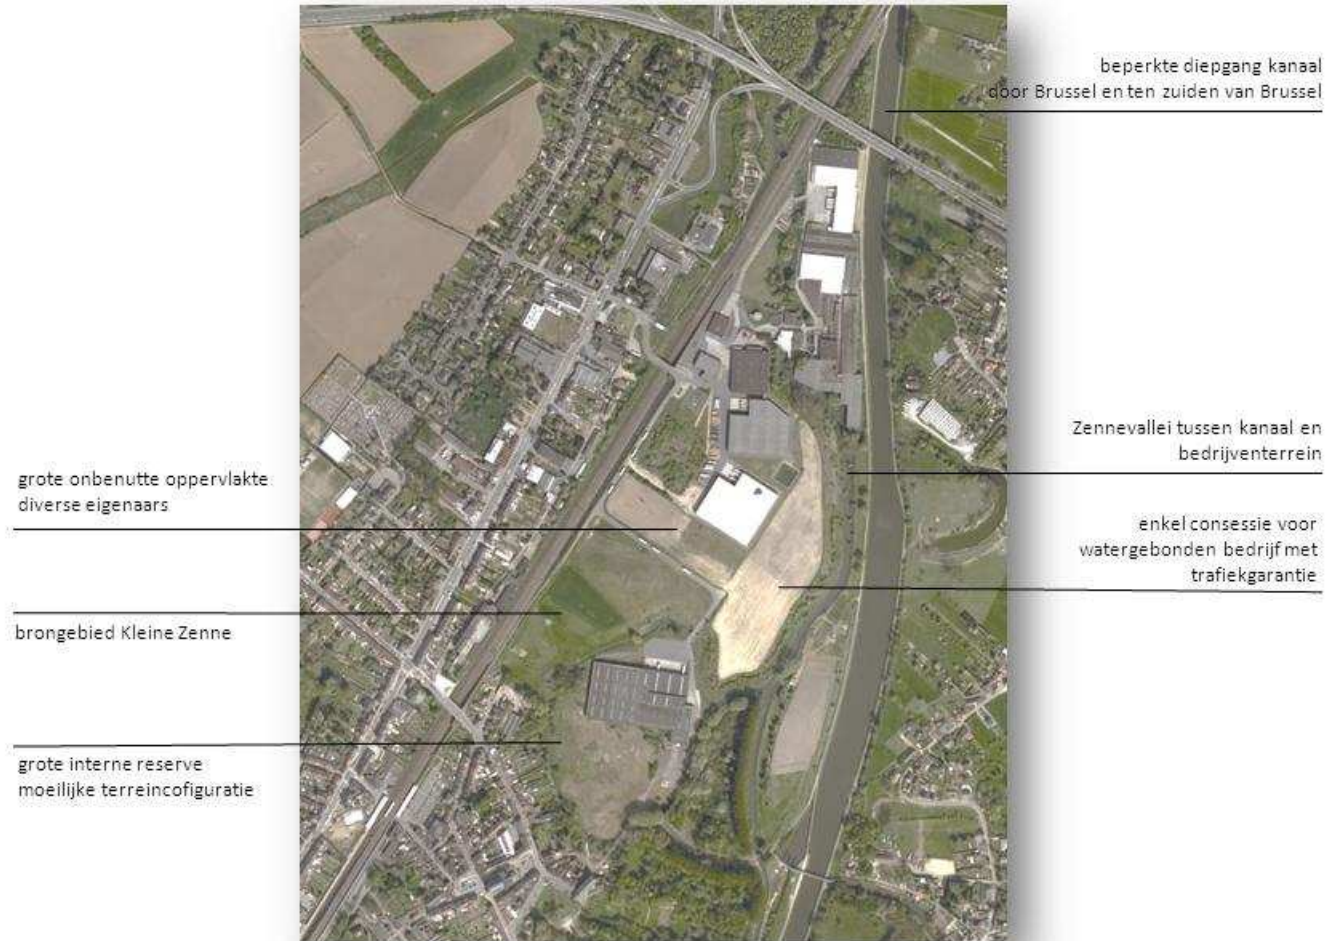 beperkte diepgang kanaal
door Brussel en ten zuiden van Brussel
Zennevallei tussen kanaal en
bedrijventerrein
grote onbenutte oppervlakte
diverse eigenaars
enkel consessie voor
watergebonden bedrijf met
trafiekgarantie
brongebied Kleine Zenne
grote interne reserve
moeilijke terreincofiguratie